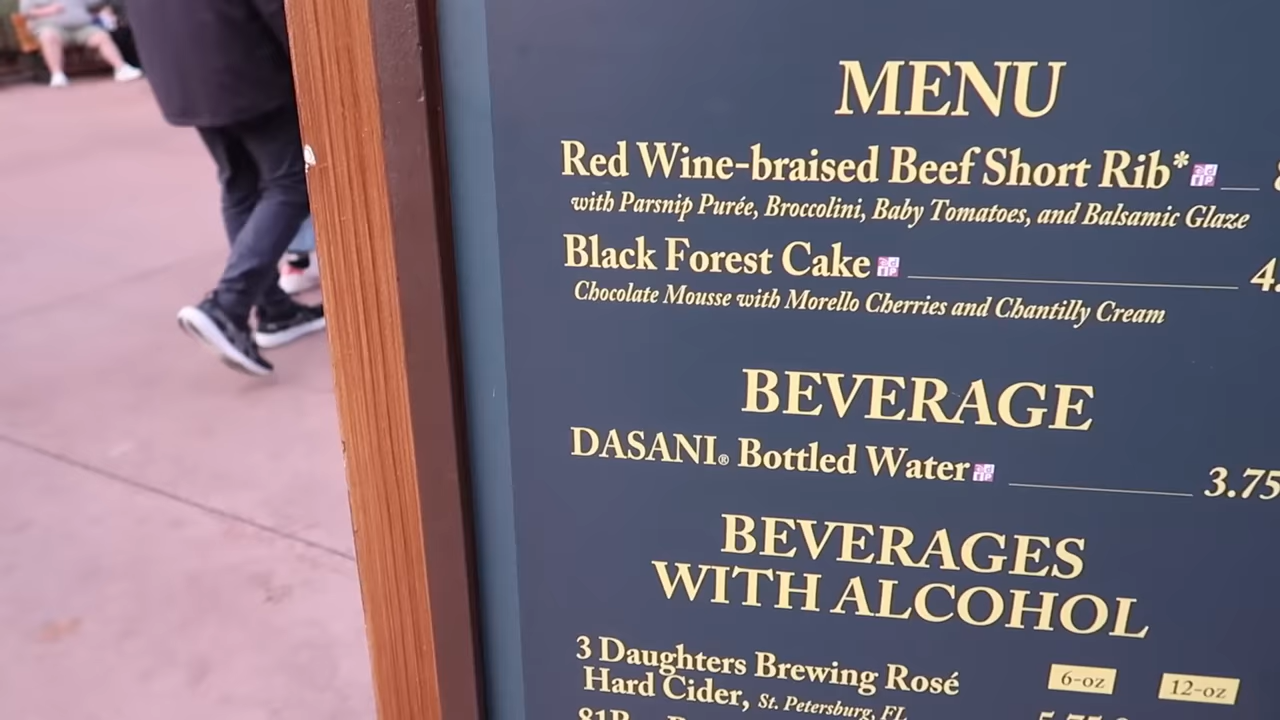 MENU
Red Wine-braised Beef Short Rib*
with Parsnip Purée, Broccolini, Baby Tomatoes, and Balsamic Glaze
Black Forest Cake 4.
Chocolate Mousse with Morello Cherries and Chantilly Cream
BEVERAGE
DASANI® Bottled Water 3.75
BEVERAGES
WITH ALCOHOL
3 Daughters Brewing Rosé 6-oz 12-oz
Hard Cider, St. Petersburg, FL